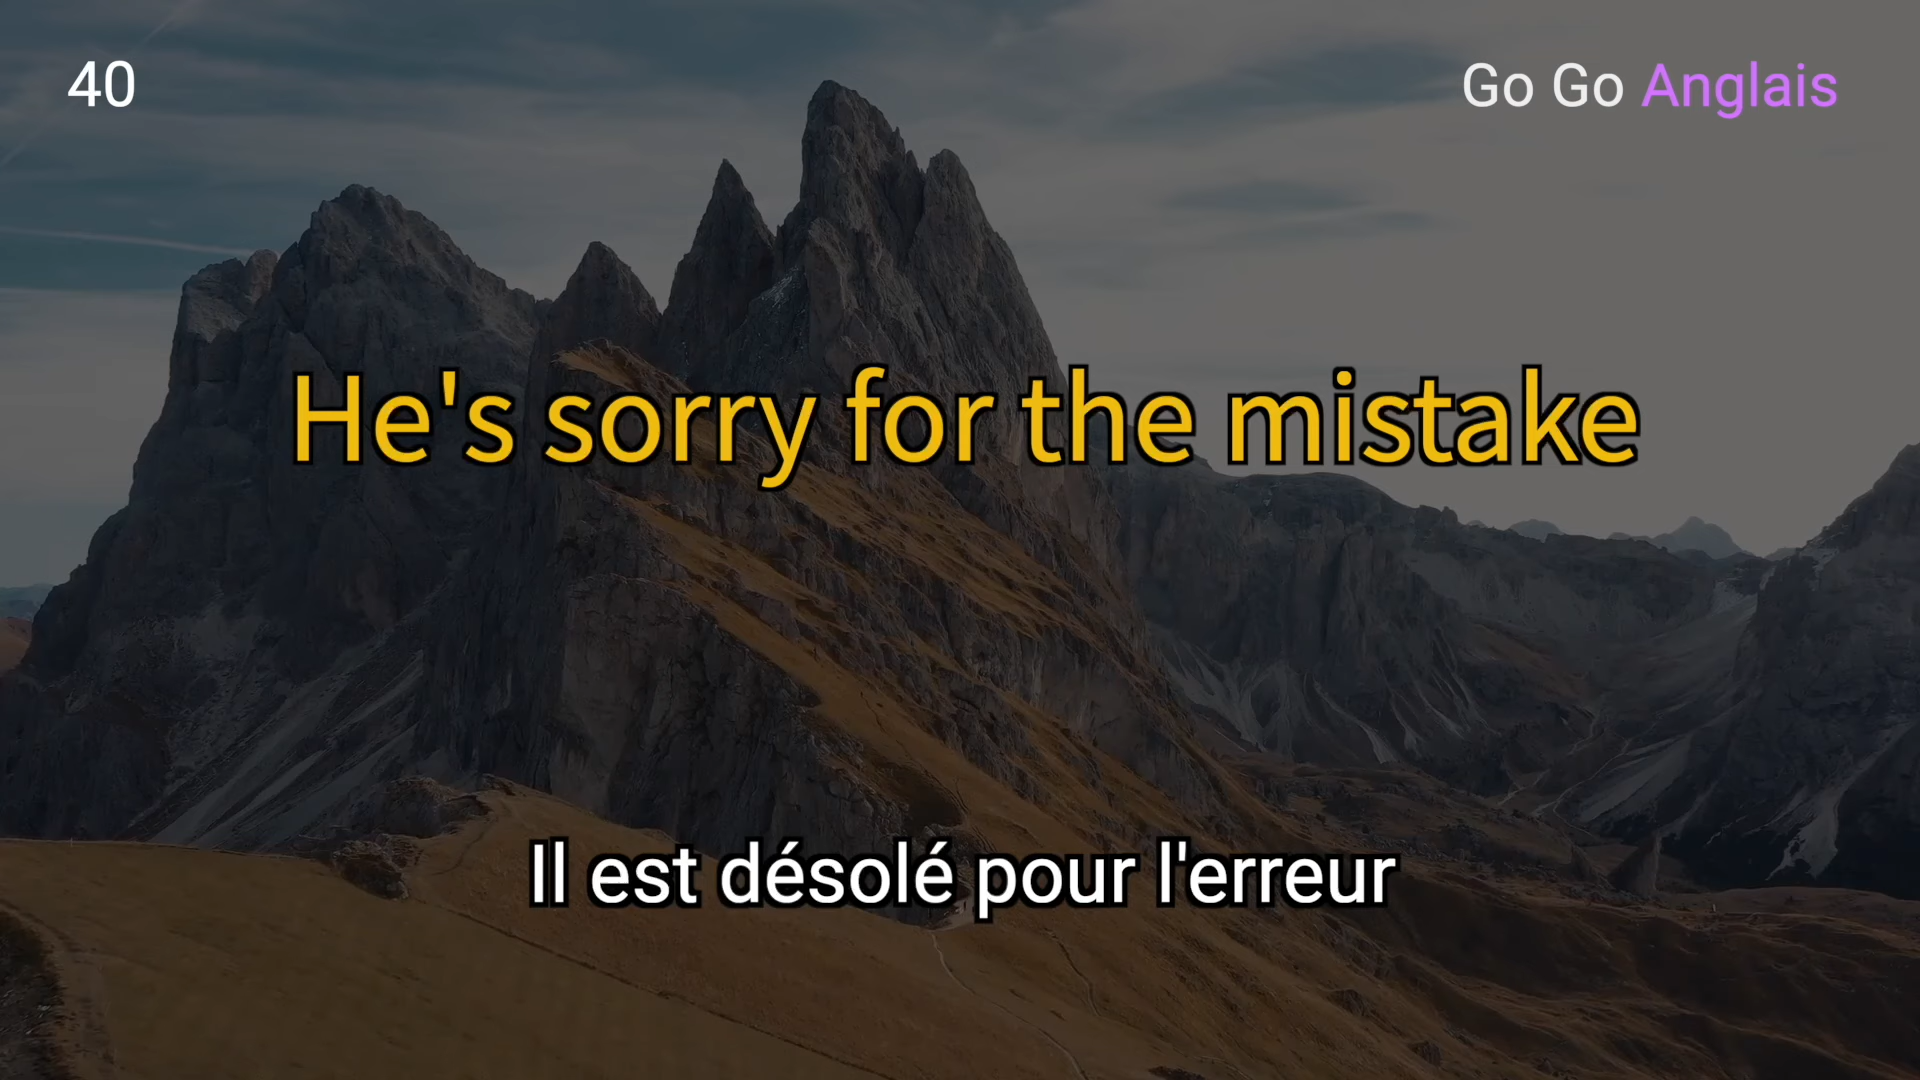 40
Go Go Anglais
He's sorry for the mistake
Il est désolé pour l'erreur